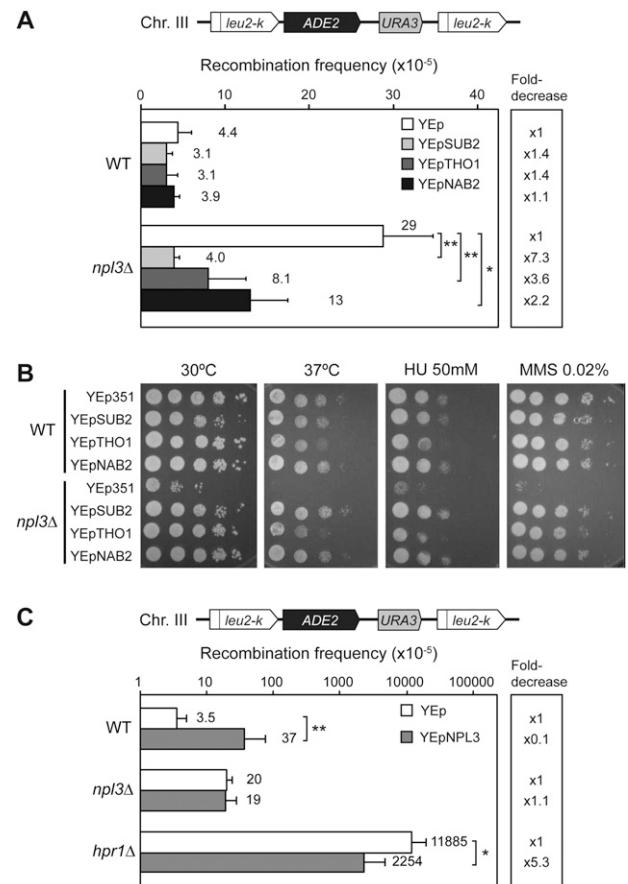 A
Chr. III leu2-k ADE2 URA3 leu2-k
Recombination frequency (x10-5)
Fold-decrease
0 10 20 30 40
YEp
YEpSUB2
YEpTHO1
YEpNAB2
WT
4.4 x1
3.1 x1.4
3.1 x1.4
3.9 x1.1
npl3Δ
29 x1
4.0 x7.3
8.1 x3.6
13 x2.2
** ** *
B
30ºC 37ºC HU 50mM MMS 0.02%
WT
YEp351
YEpSUB2
YEpTHO1
YEpNAB2
npl3Δ
YEp351
YEpSUB2
YEpTHO1
YEpNAB2
C
Chr. III leu2-k ADE2 URA3 leu2-k
Recombination frequency (x10-5)
Fold-decrease
1 10 100 1000 10000 100000
YEp
YEpNPL3
WT
3.5 x1
37 ** x0.1
npl3Δ
20 x1
19 x1.1
hpr1Δ
11885 x1
2254 * x5.3